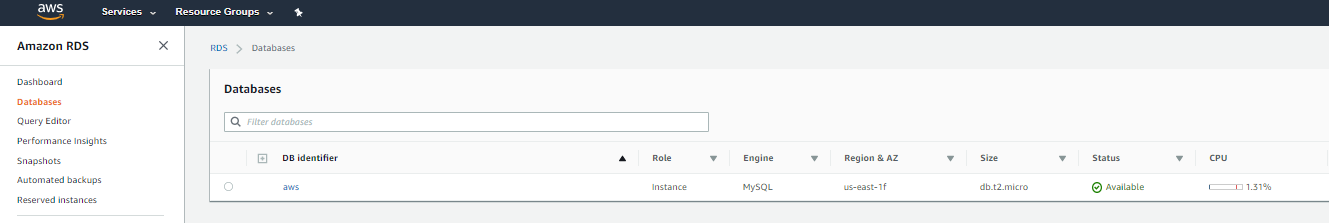 aws
Services
Resource Groups
Amazon RDS
Dashboard
Databases
Query Editor
Performance Insights
Snapshots
Automated backups
Reserved instances
RDS Databases
Databases
Filter databases
DB identifier Role Engine Region & AZ Size Status CPU
aws Instance MySQL us-east-1f db.t2.micro Available 1.31%